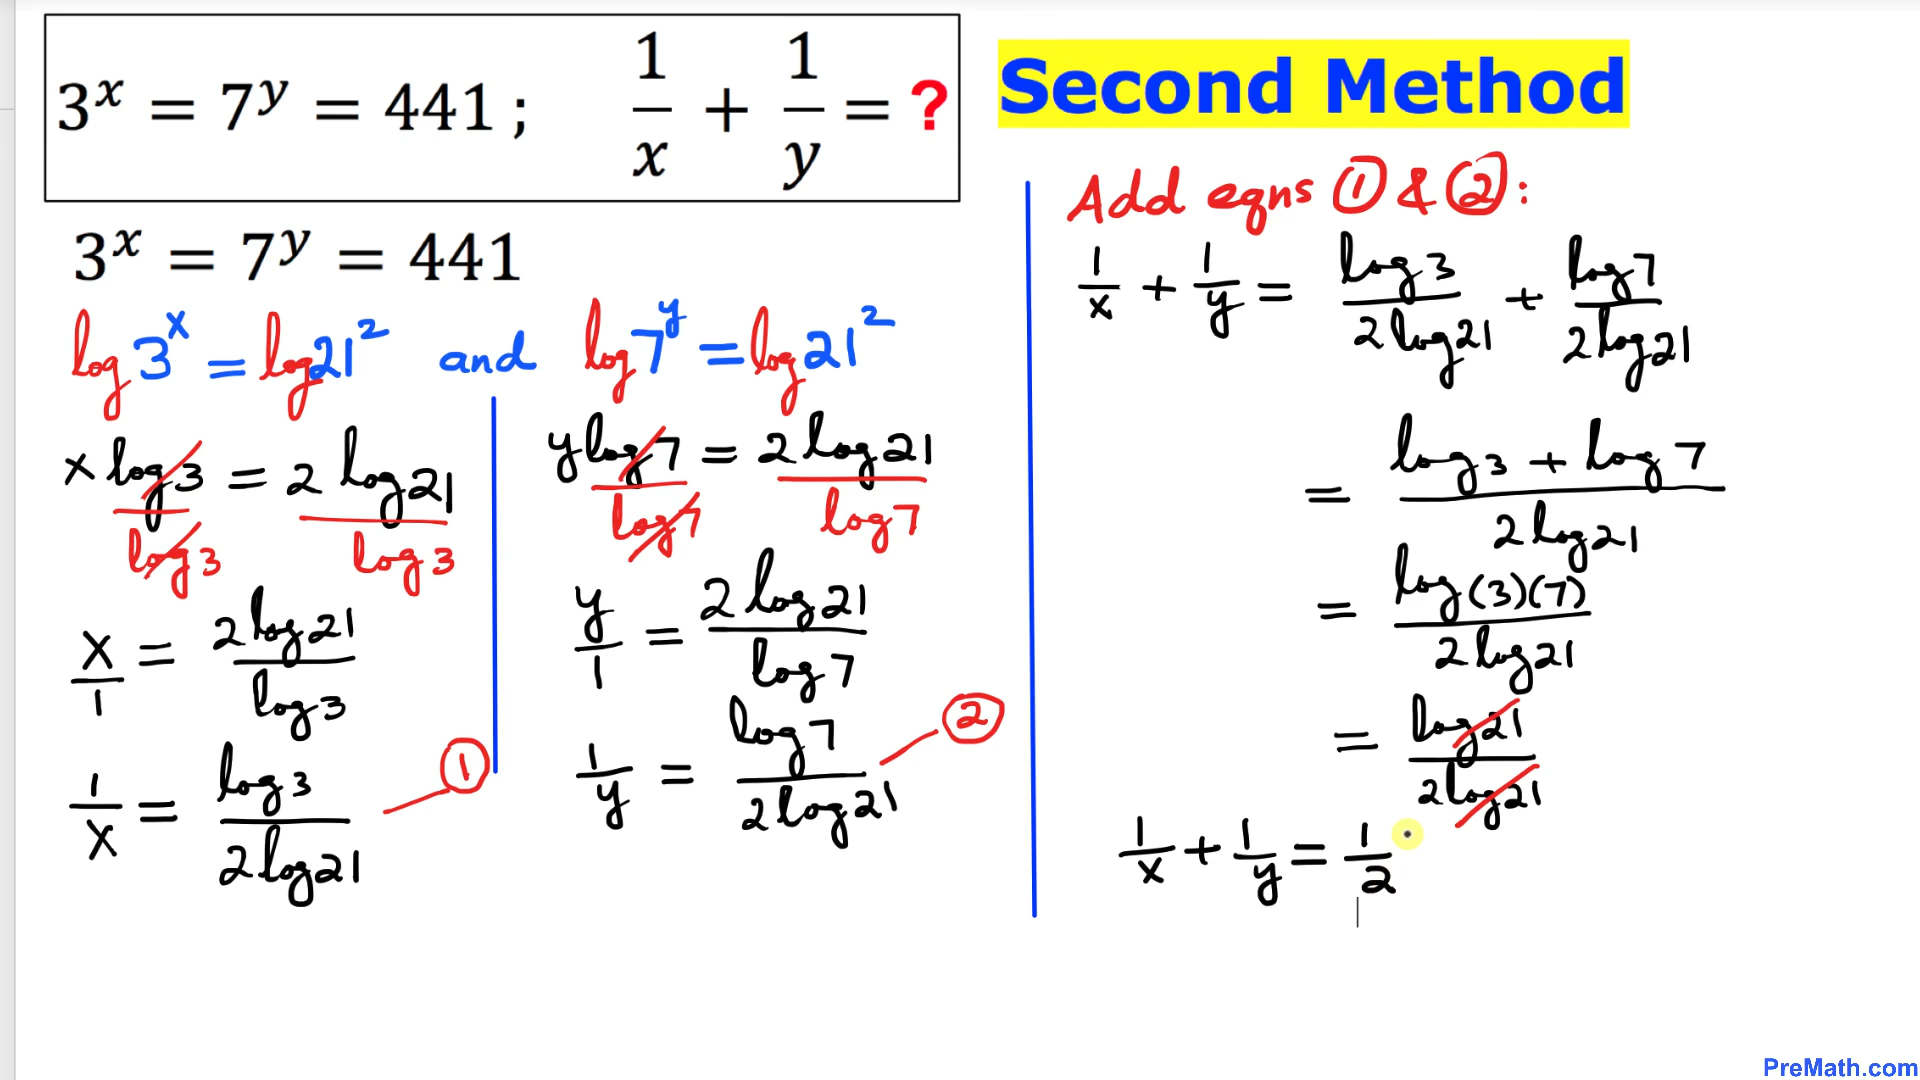 3^x = 7^y = 441 ; 1/x + 1/y = ?
3^x = 7^y = 441
log 3^x = log 21^2 and log 7^y = log 21^2
x log 3 / log 3 = 2 log 21 / log 3
x/1 = 2 log 21 / log 3
1/x = log 3 / 2 log 21 ①
y log 7 / log 7 = 2 log 21 / log 7
y/1 = 2 log 21 / log 7
1/y = log 7 / 2 log 21 ②
Second Method
Add eqns ① & ② :
1/x + 1/y = log 3 / 2 log 21 + log 7 / 2 log 21
= log 3 + log 7 / 2 log 21
= log (3)(7) / 2 log 21
= log 21 / 2 log 21
1/x + 1/y = 1/2
PreMath.com